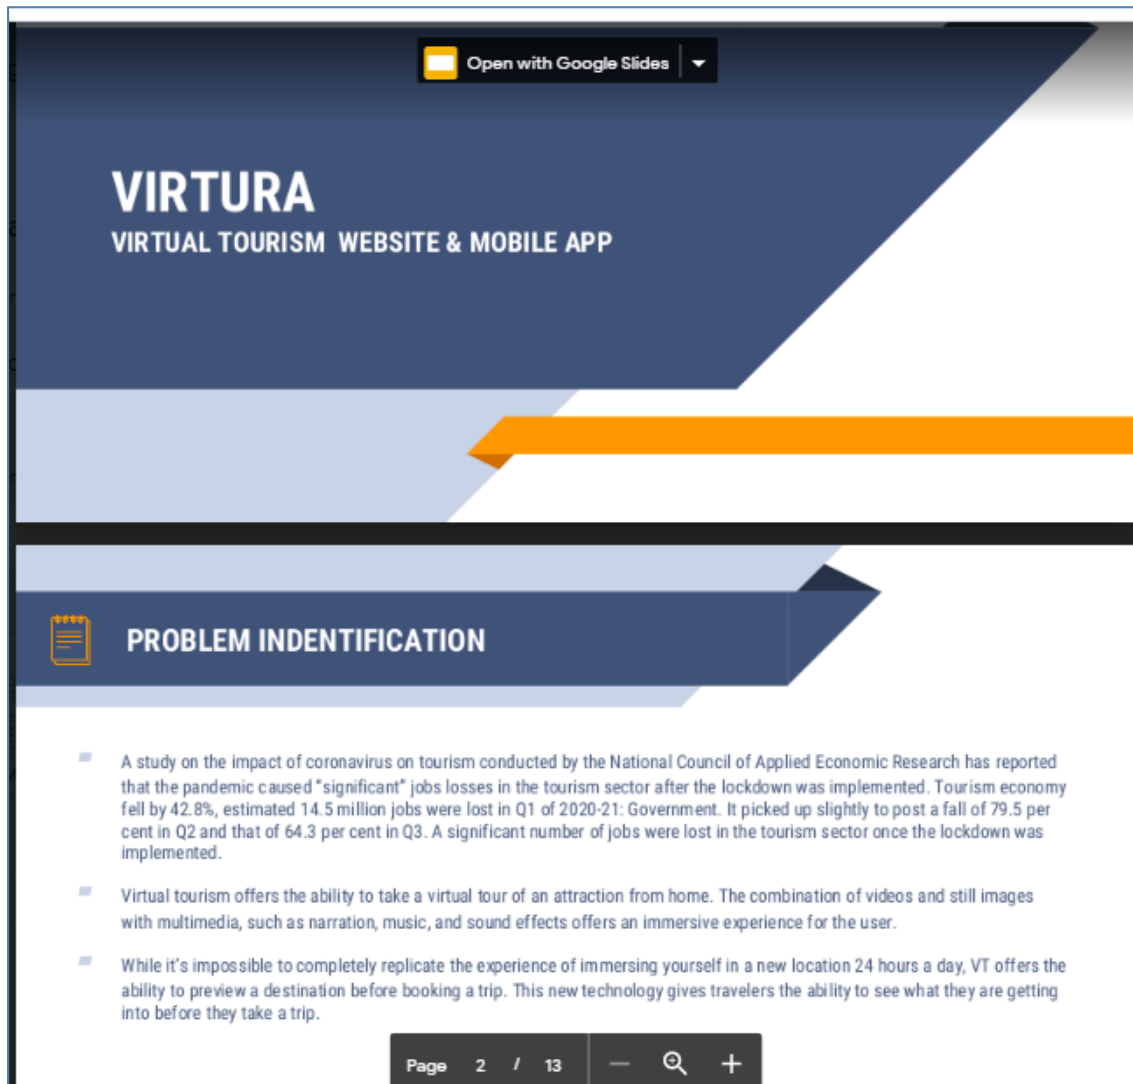 Open with Google Slides
VIRTURA
VIRTUAL TOURISM WEBSITE & MOBILE APP
PROBLEM INDENTIFICATION
A study on the impact of coronavirus on tourism conducted by the National Council of Applied Economic Research has reported
that the pandemic caused “significant” jobs losses in the tourism sector after the lockdown was implemented. Tourism economy
fell by 42.8%, estimated 14.5 million jobs were lost in Q1 of 2020-21: Government. It picked up slightly to post a fall of 79.5 per
cent in Q2 and that of 64.3 per cent in Q3. A significant number of jobs were lost in the tourism sector once the lockdown was
implemented.
Virtual tourism offers the ability to take a virtual tour of an attraction from home. The combination of videos and still images
with multimedia, such as narration, music, and sound effects offers an immersive experience for the user.
While it’s impossible to completely replicate the experience of immersing yourself in a new location 24 hours a day, VT offers the
ability to preview a destination before booking a trip. This new technology gives travelers the ability to see what they are getting
into before they take a trip.
Page 2 / 13